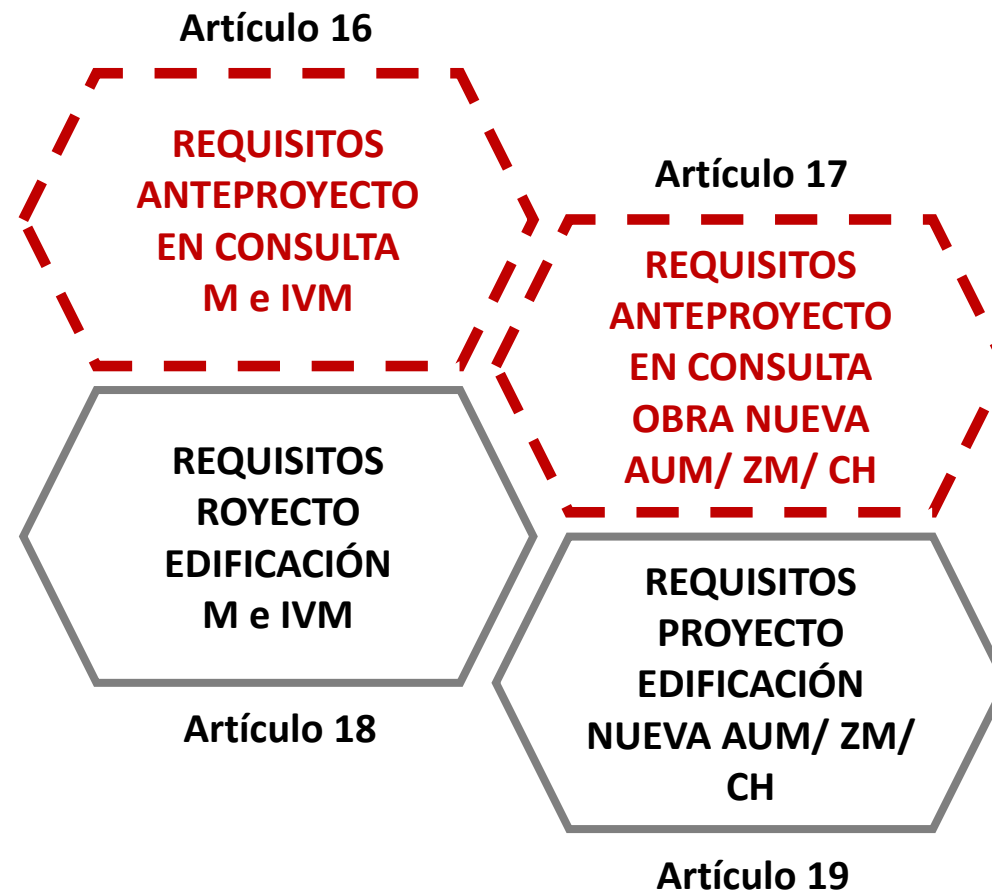 Artículo 16
REQUISITOS
ANTEPROYECTO
EN CONSULTA
M e IVM
Artículo 17
REQUISITOS
ANTEPROYECTO
EN CONSULTA
OBRA NUEVA
AUM/ ZM/ CH
REQUISITOS
ROYECTO
EDIFICACIÓN
M e IVM
Artículo 18
REQUISITOS
PROYECTO
EDIFICACIÓN
NUEVA AUM/ ZM/
CH
Artículo 19